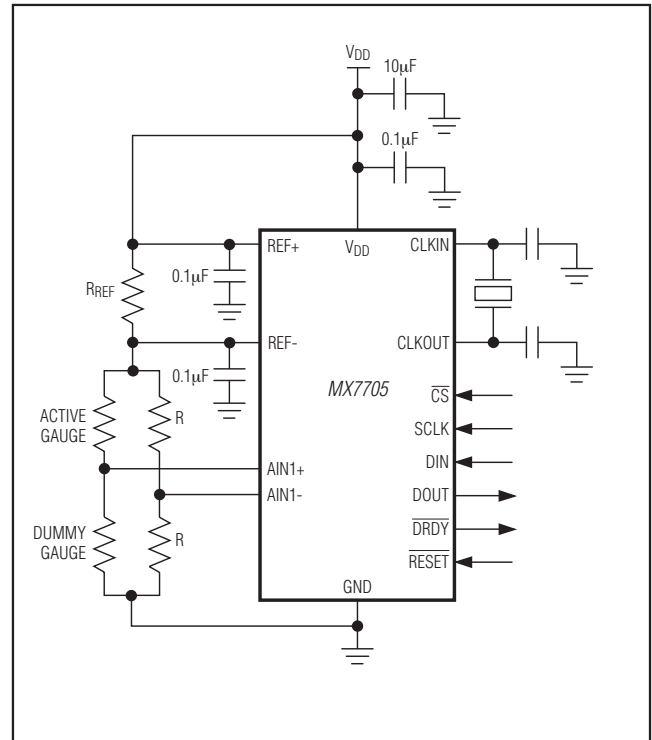 VDD
10μF
0.1μF
REF+
VDD
CLKIN
0.1μF
RREF
REF-
CLKOUT
0.1μF
MX7705
CS
ACTIVE
GAUGE
R
SCLK
DIN
AIN1+
DOUT
AIN1-
DUMMY
GAUGE
R
DRDY
RESET
GND